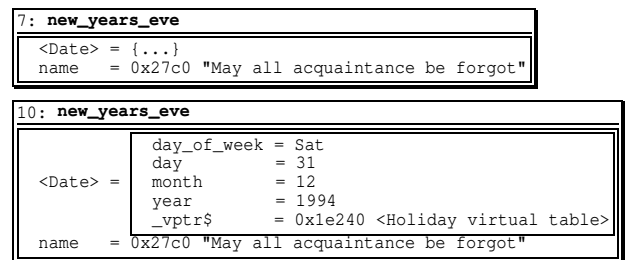 7: new_years_eve
<Date> = {...}
name = 0x27c0 "May all acquaintance be forgot"
10: new_years_eve
day_of_week = Sat
day = 31
<Date> = month = 12
year = 1994
_vptr$ = 0x1e240 <Holiday virtual table>
name = 0x27c0 "May all acquaintance be forgot"